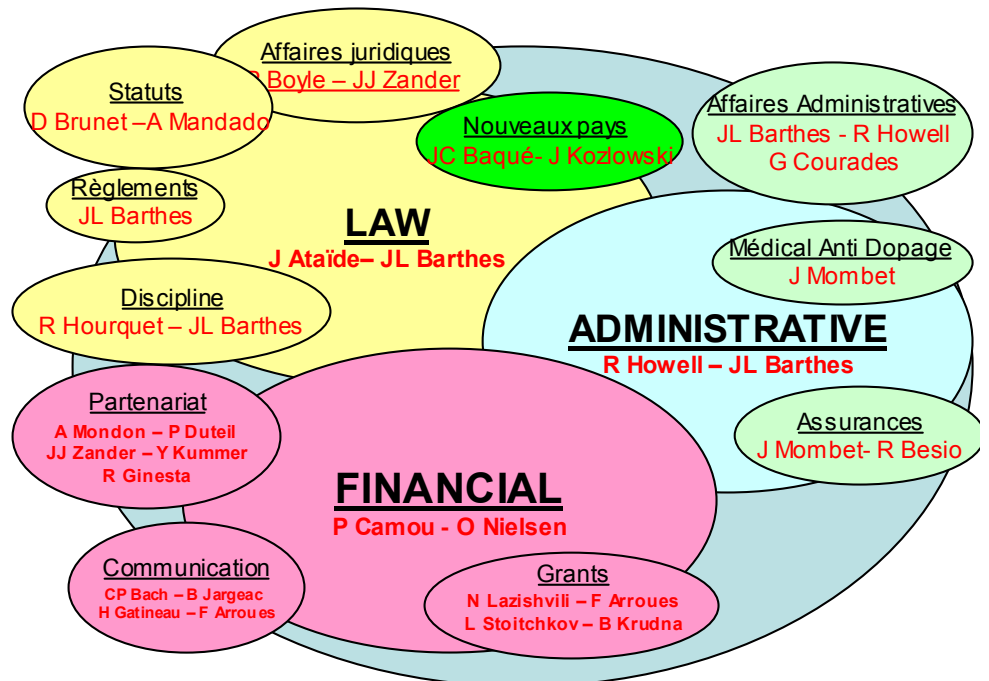 Affaires juridiques
Boyle – JJ Zander
Statuts
D Brunet –A Mandado
Nouveaux pays
JC Baqué- J Kozlowski
Affaires Administratives
JL Barthes - R Howell
G Courades
Règlements
JL Barthes
LAW
J Ataïde– JL Barthes
Médical Anti Dopage
J Mombet
Discipline
R Hourquet – JL Barthes
ADMINISTRATIVE
R Howell – JL Barthes
Partenariat
A Mondon – P Duteil
JJ Zander – Y Kummer
R Ginesta
Assurances
J Mombet- R Besio
FINANCIAL
P Camou - O Nielsen
Communication
CP Bach – B Jargeac
H Gatineau – F Arroues
Grants
N Lazishvili – F Arroues
L Stoitchkov – B Krudna